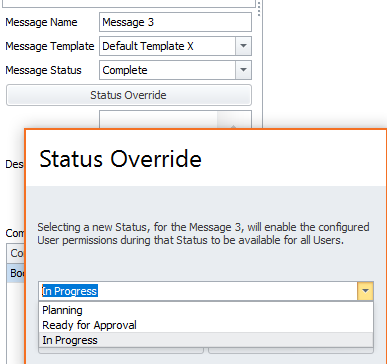 Message Name Message 3
Message Template Default Template X
Message Status Complete
Status Override
Des
Status Override
Selecting a new Status, for the Message 3, will enable the configured
User permissions during that Status to be available for all Users.
Com
Co
Boo
In Progress
Planning
Ready for Approval
In Progress